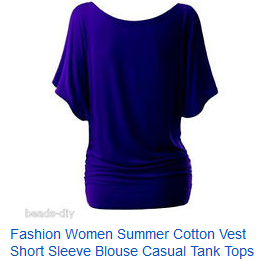 beads-diy
Fashion Women Summer Cotton Vest
Short Sleeve Blouse Casual Tank Tops